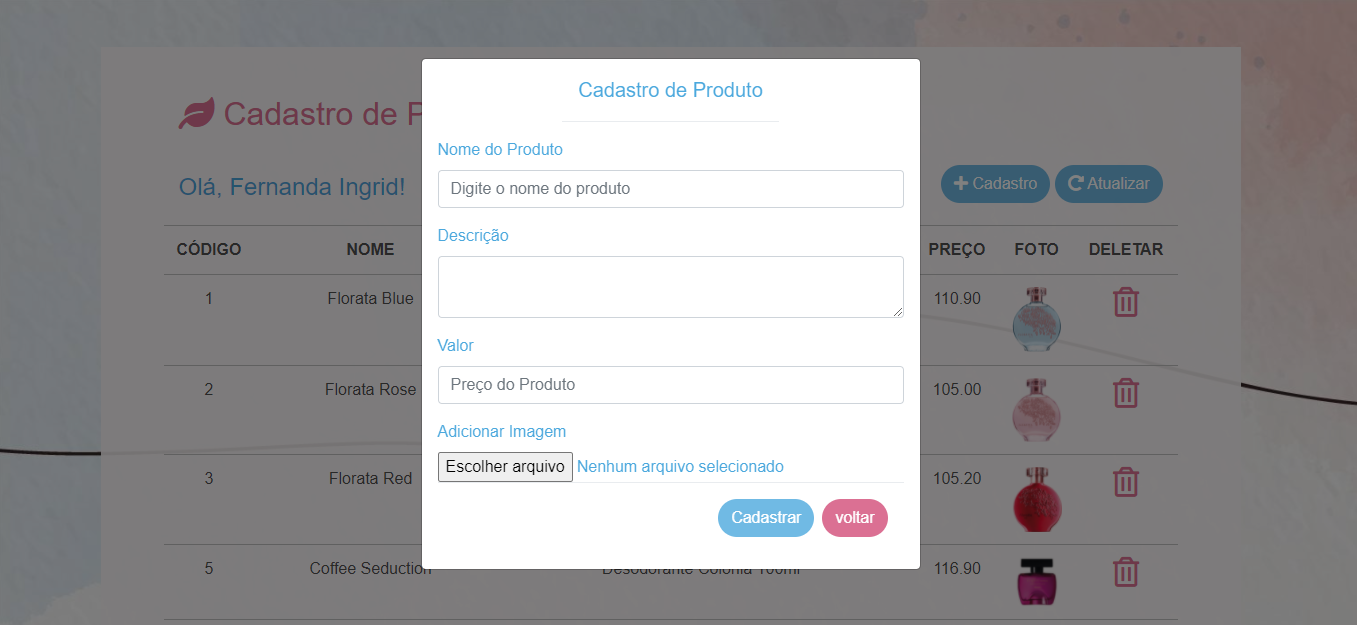 Cadastro de Produto
Cadastro de P
Nome do Produto
Digite o nome do produto
Olá, Fernanda Ingrid!
Cadastro
Atualizar
Descrição
CÓDIGO
NOME
PREÇO
FOTO
DELETAR
1
Florata Blue
110.90
Valor
Preço do Produto
2
Florata Rose
105.00
Adicionar Imagem
Escolher arquivo Nenhum arquivo selecionado
3
Florata Red
105.20
Cadastrar
voltar
5
Coffee Seduction
Desodorante Colônia 100ml
116.90